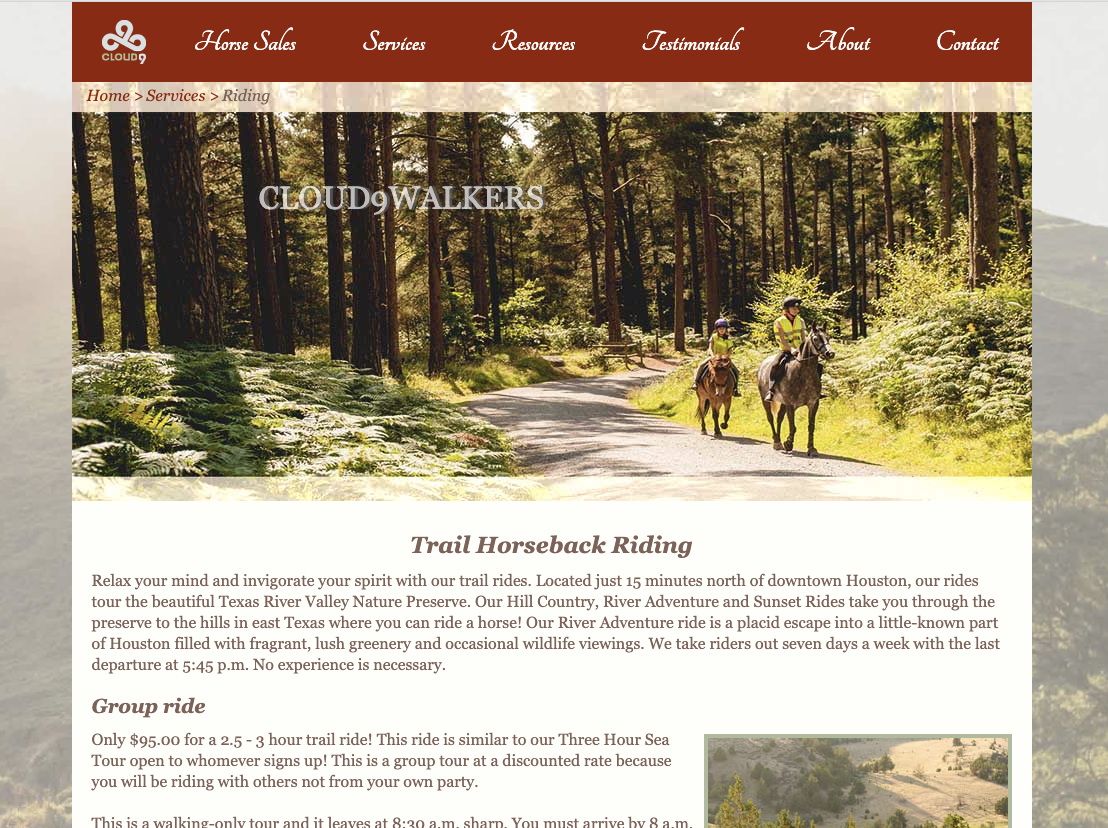 CLOUD9
Horse Sales Services Resources Testimonials About Contact
Home > Services > Riding
CLOUD9WALKERS
Trail Horseback Riding
Relax your mind and invigorate your spirit with our trail rides. Located just 15 minutes north of downtown Houston, our rides
tour the beautiful Texas River Valley Nature Preserve. Our Hill Country, River Adventure and Sunset Rides take you through the
preserve to the hills in east Texas where you can ride a horse! Our River Adventure ride is a placid escape into a little-known part
of Houston filled with fragrant, lush greenery and occasional wildlife viewings. We take riders out seven days a week with the last
departure at 5:45 p.m. No experience is necessary.
Group ride
Only $95.00 for a 2.5 - 3 hour trail ride! This ride is similar to our Three Hour Sea
Tour open to whomever signs up! This is a group tour at a discounted rate because
you will be riding with others not from your own party.
This is a walking-only tour and it leaves at 8:30 a.m. sharp. You must arrive by 8 a.m.